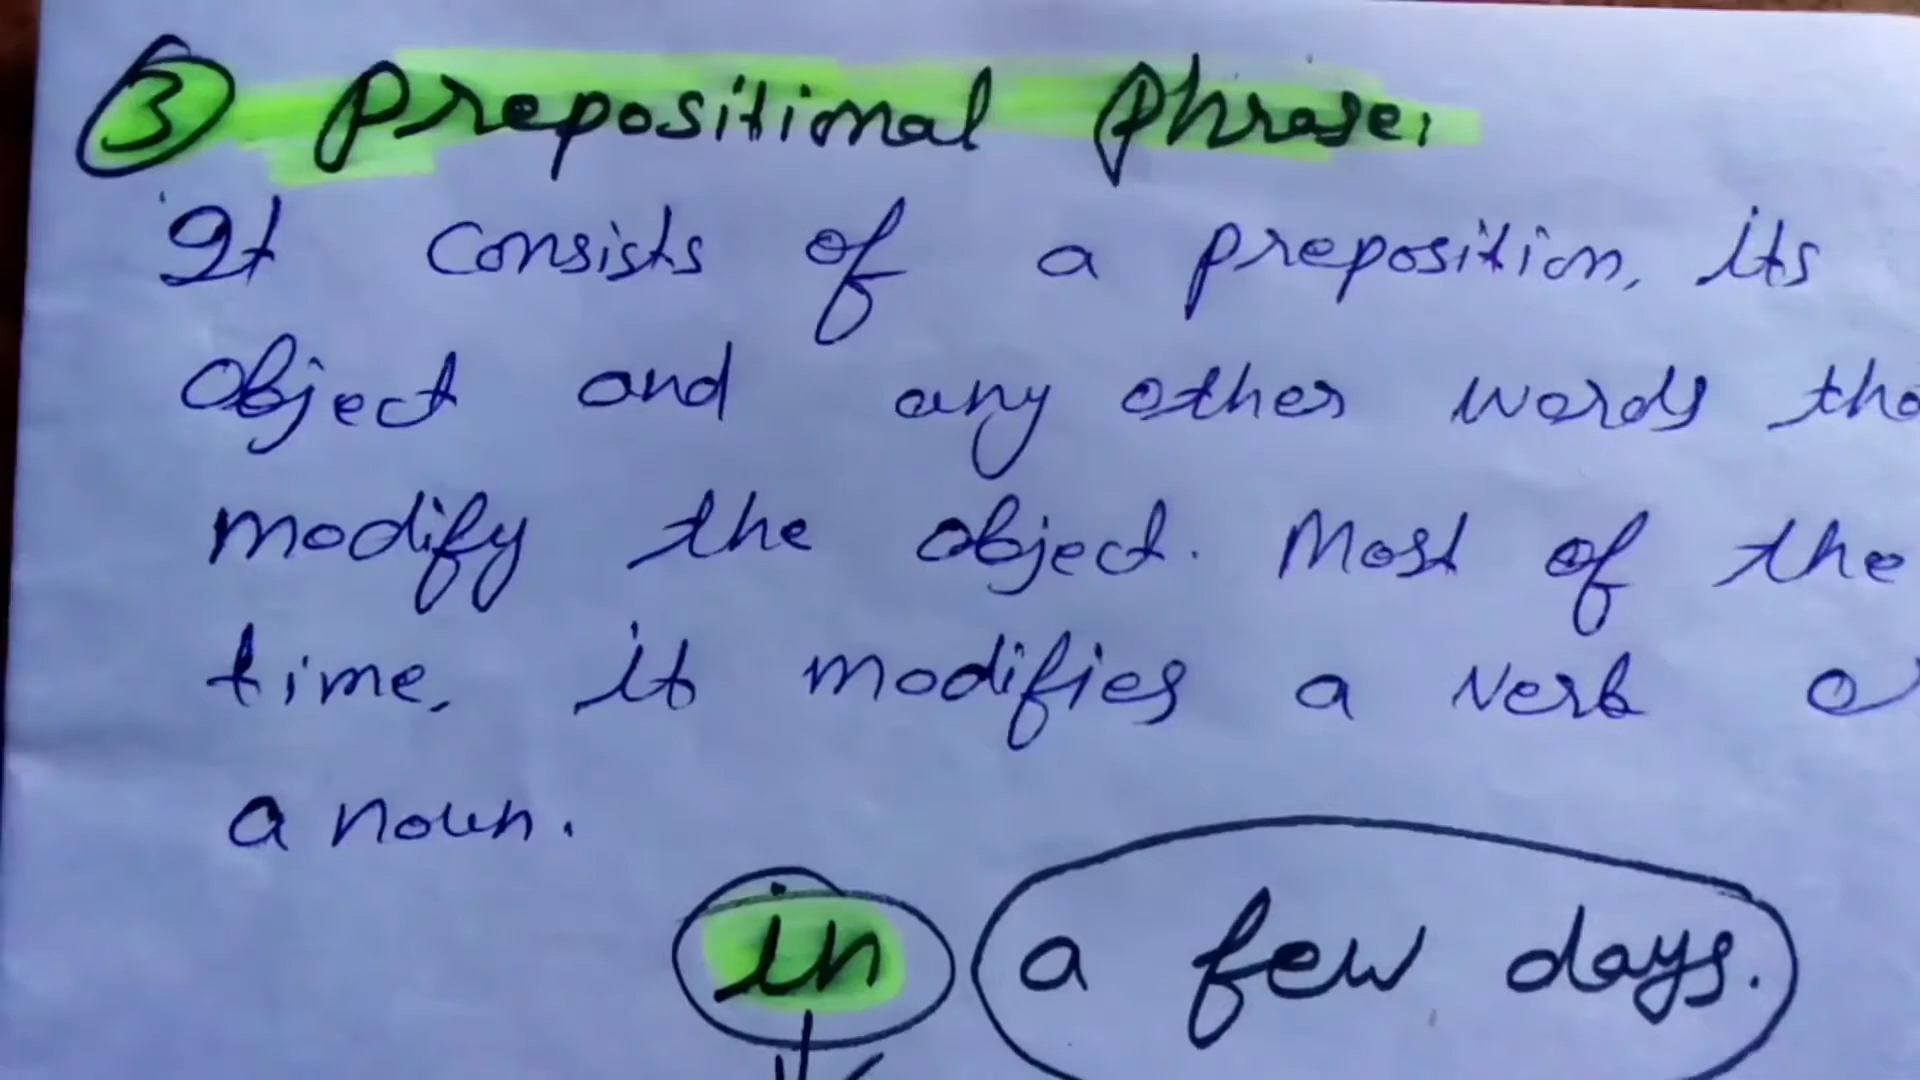 3 Prepositional Phrase,
It consists of a preposition, its
object and any other words
modify the object. Most of the
time, it modifies a verb
a noun.
in a few days.